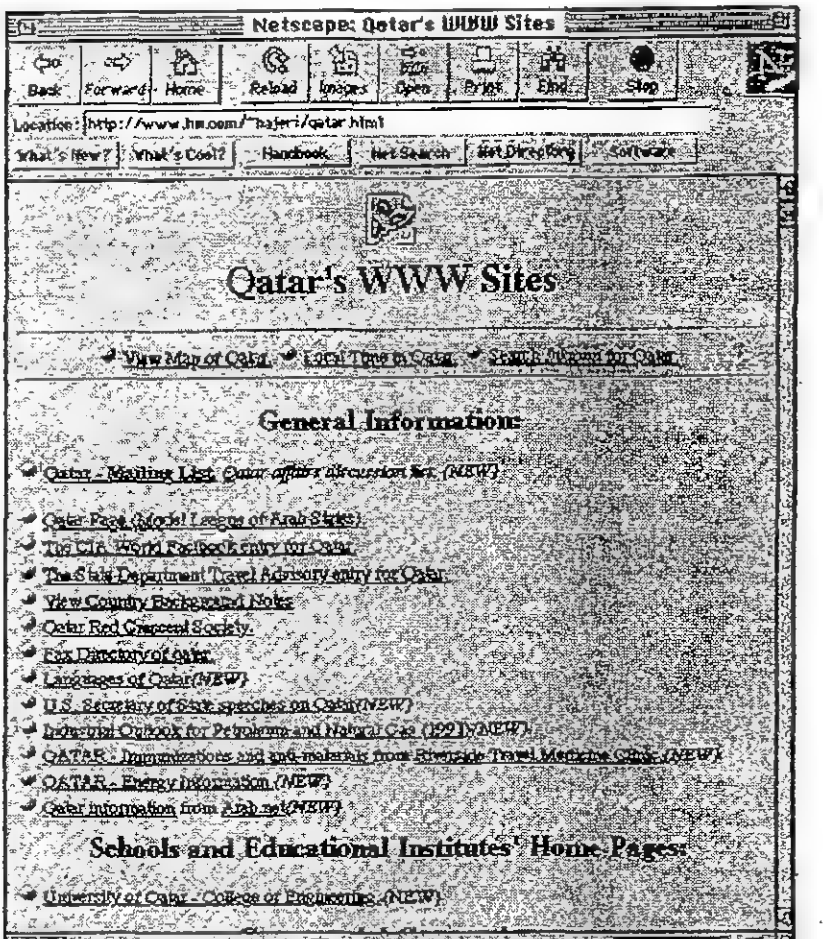 Netscape: Qatar's WWW Sites
Back Forward Home Reload Images Open Print Find Stop
Location: http://www.hm.com/~hajeri/qatar.html
What's New? What's Cool? Handbook Net Search Net Directory Software
Qatar's WWW Sites
View Map of Qatar. Local Time in Qatar. Search for Qatar.
General Information:
Qatar - Mailing List. Qatar affairs discussion list. (NEW)
Qatar Page (Model League of Arab States).
The CIA World Factbook entry for Qatar.
The State Department Travel Advisory entry for Qatar.
View Country Background Notes
Qatar Red Crescent Society.
Fax Directory of qatar.
Languages of Qatar(NEW)
U.S. Secretary of State speeches on Qatar(NEW)
Industrial Outlook for Petroleum and Natural Gas (1991)(NEW)
QATAR - Immunizations and anti-malarials from Riverside Travel Medicine Clinic (NEW)
QATAR - Energy Information (NEW)
Qatar information from Arab.net(NEW)
Schools and Educational Institutes' Home-Pages:
University of Qatar - College of Engineering. (NEW)